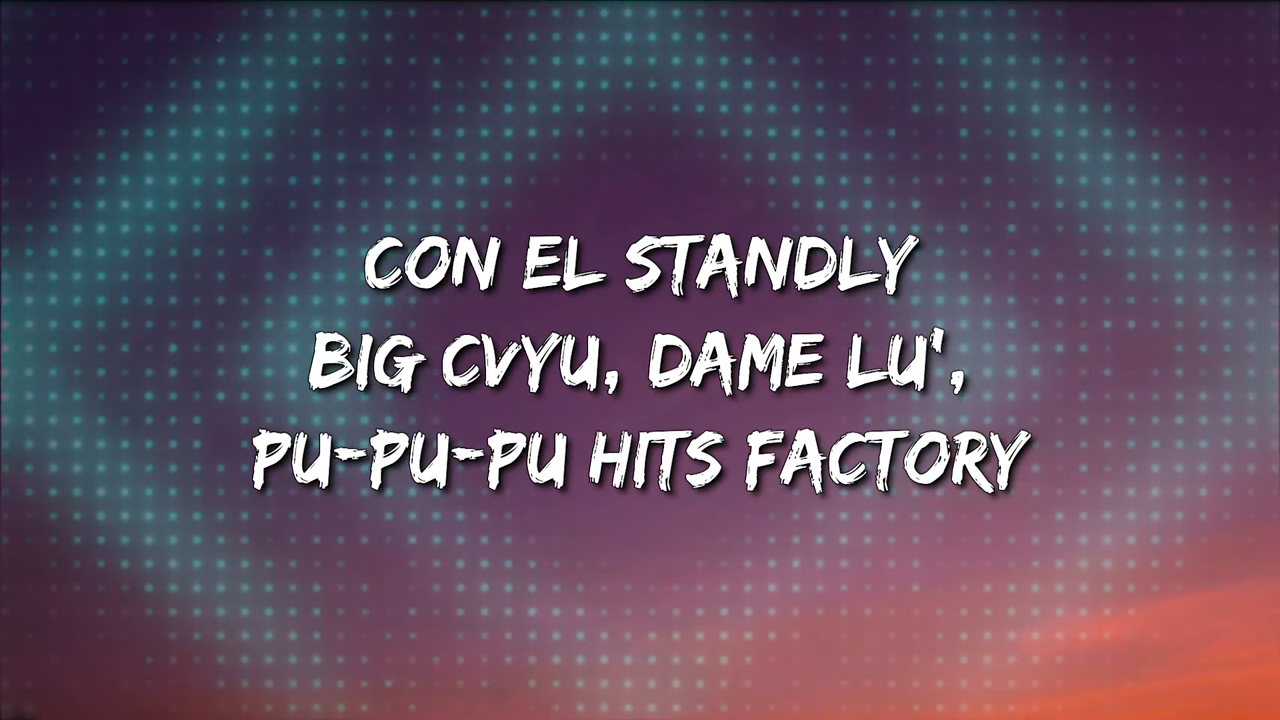 CON EL STANDLY
BIG CVYU, DAME LU',
PU-PU-PU HITS FACTORY